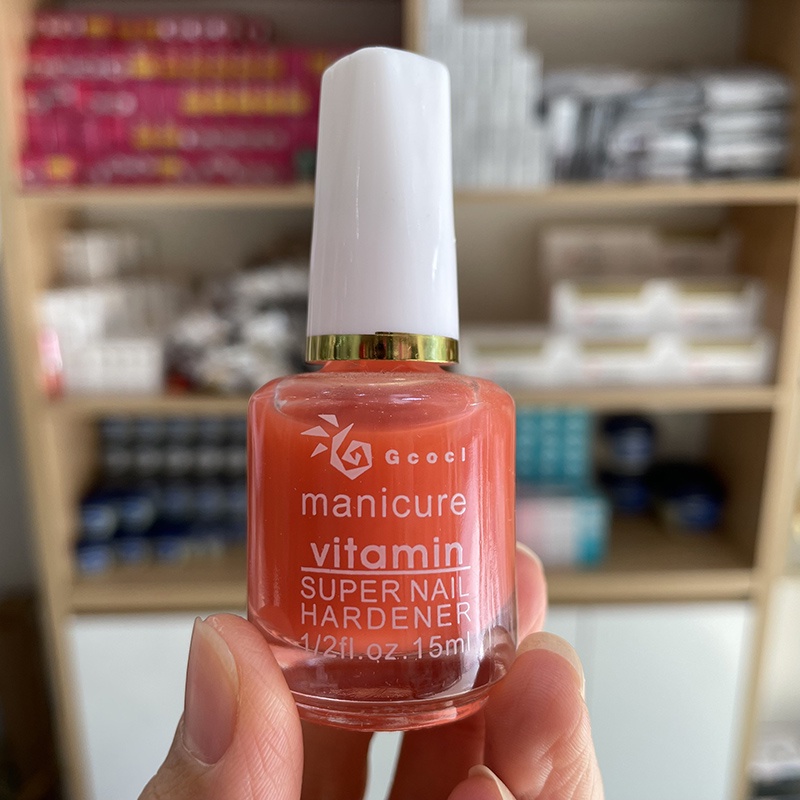 Gcocl
manicure
vitamin
SUPER NAIL
HARDENER
1/2fl.oz.15ml